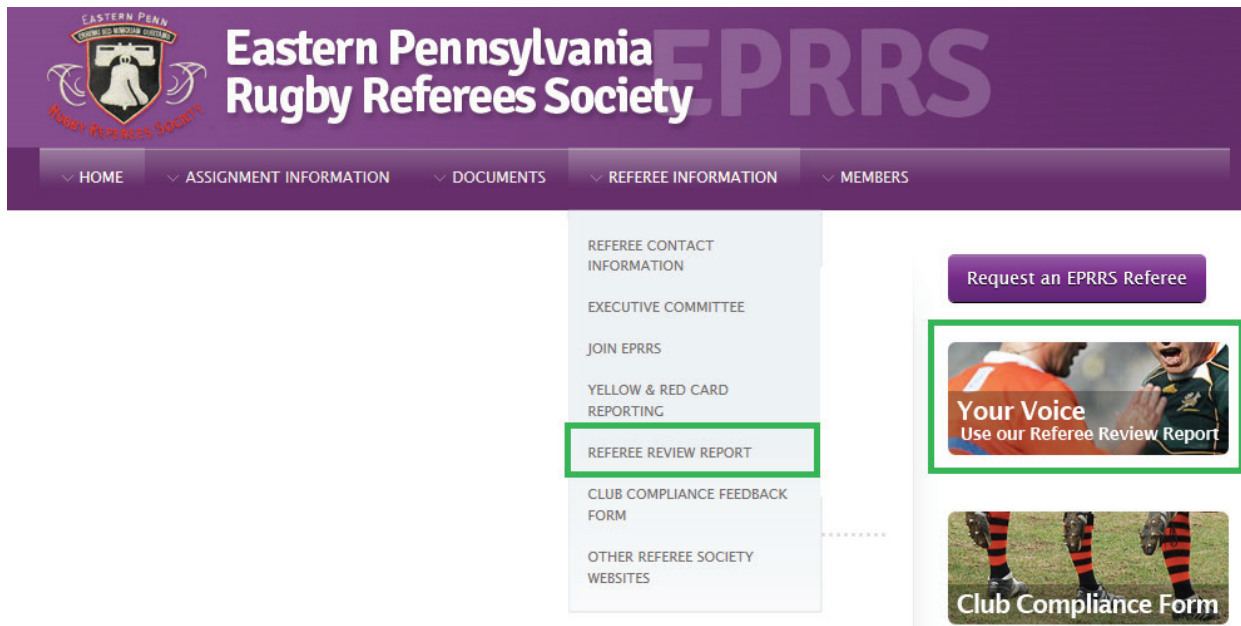 EASTERN PENN
RUGBY REFEREES SOCIETY
Eastern Pennsylvania
Rugby Referees Society
EPRRS
HOME ASSIGNMENT INFORMATION DOCUMENTS REFEREE INFORMATION MEMBERS
REFEREE CONTACT
INFORMATION
EXECUTIVE COMMITTEE
JOIN EPRRS
YELLOW & RED CARD
REPORTING
REFEREE REVIEW REPORT
CLUB COMPLIANCE FEEDBACK
FORM
OTHER REFEREE SOCIETY
WEBSITES
Request an EPRRS Referee
Your Voice
Use our Referee Review Report
Club Compliance Form